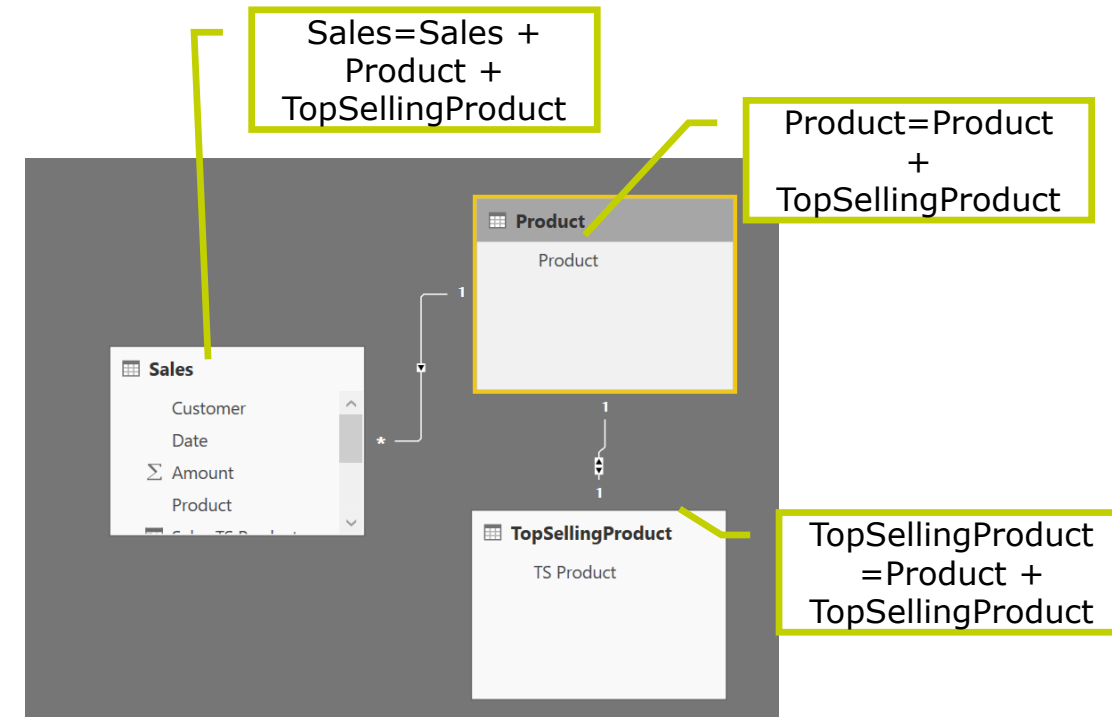 Sales=Sales +
Product +
TopSellingProduct
Product=Product
+
TopSellingProduct
Product
Product
1
Sales
Customer
Date
*
Σ Amount
Product
1
1
TopSellingProduct
TS Product
TopSellingProduct
=Product +
TopSellingProduct